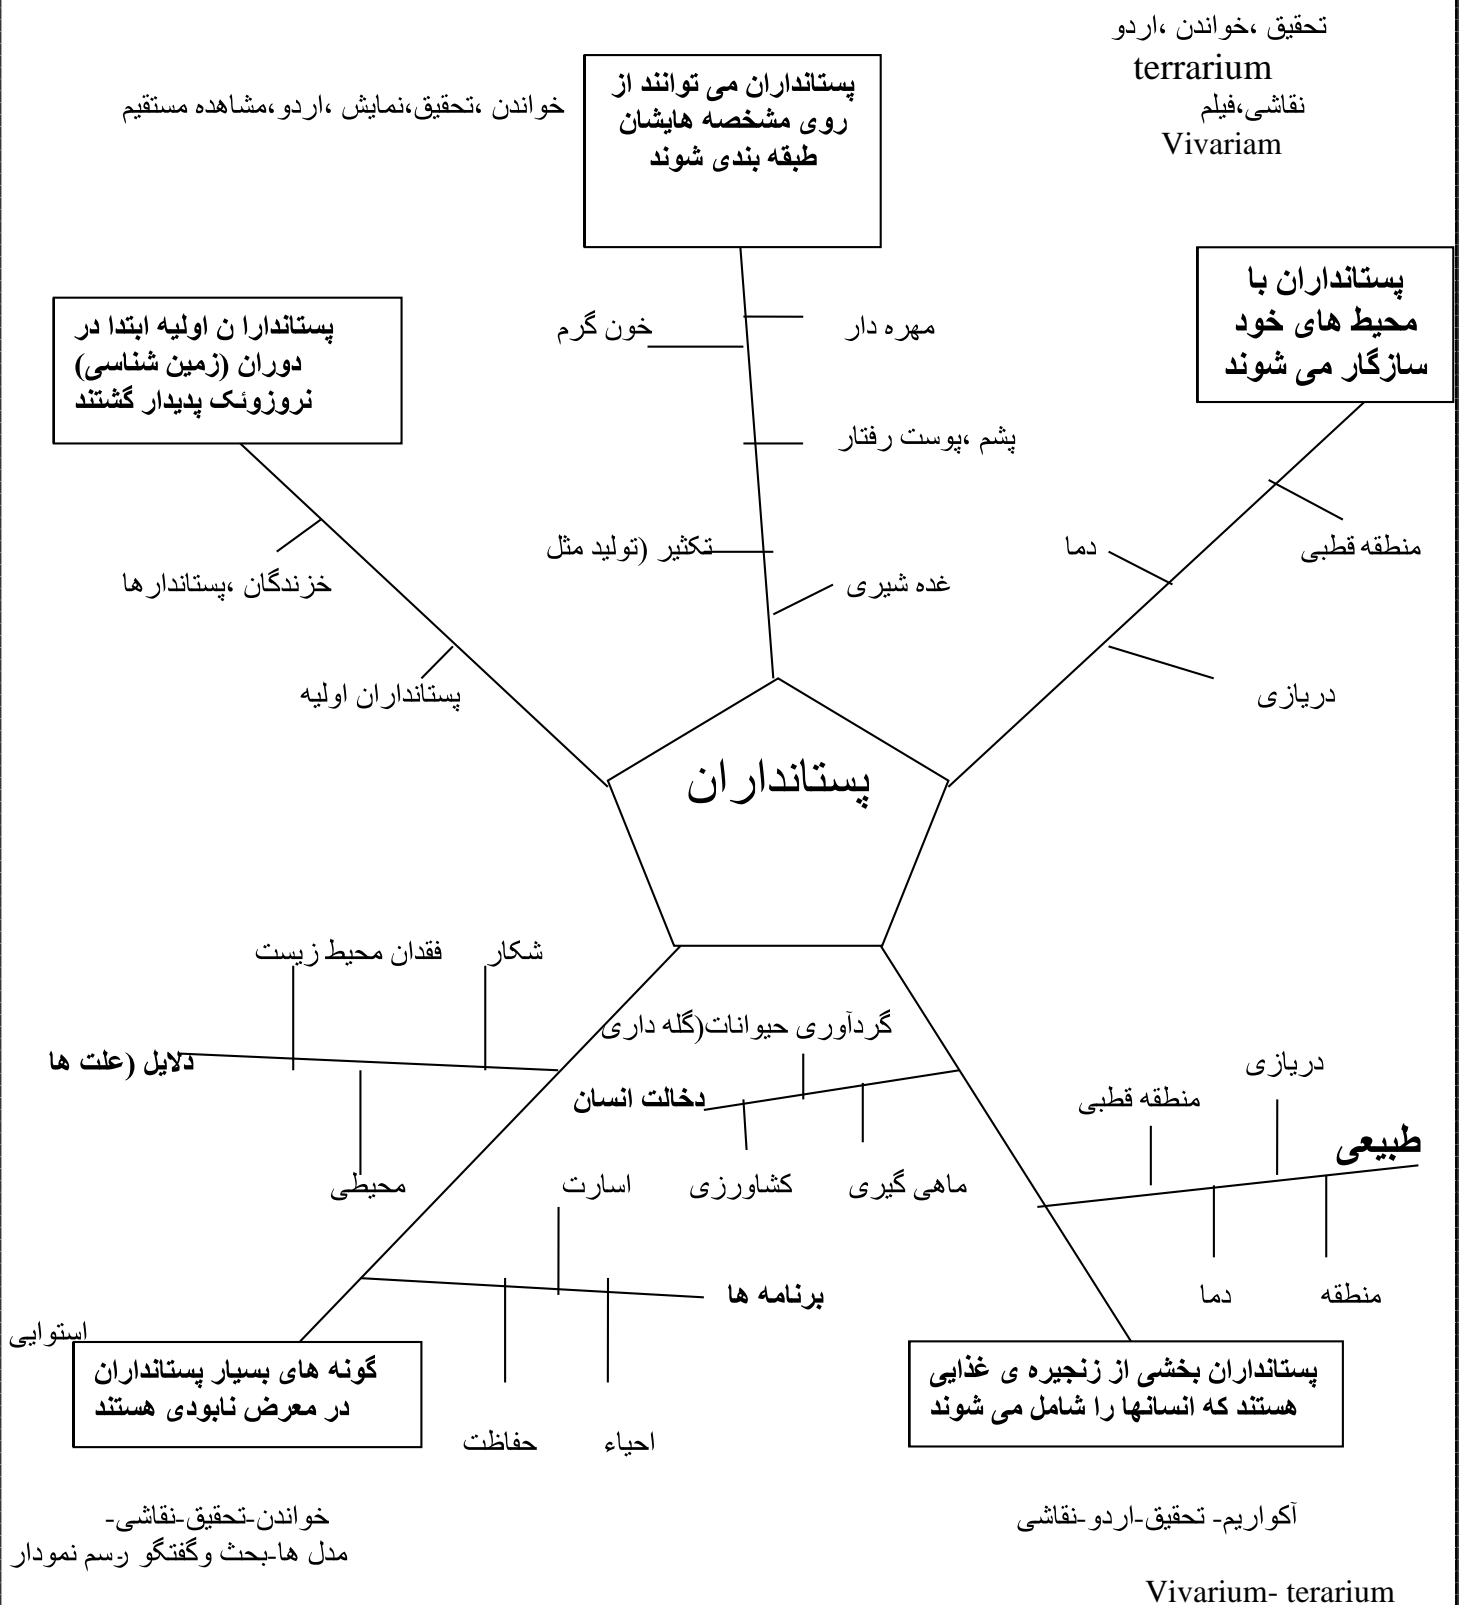 تحقیق ،خواندن ،اردو
terrarium
نقاشی،فیلم
Vivariam
پستانداران می توانند از
روی مشخصه هایشان
طبقه بندی شوند
خواندن ،تحقیق،نمایش ،اردو،مشاهده مستقیم
پستانداران با
محیط های خود
سازگار می شوند
پستاندارا ن اولیه ابتدا در
دوران (زمین شناسی)
نروزوئک پدیدار گشتند
مهره دار
خون گرم
پشم ،پوست رفتار
تکثیر (تولید مثل
غده شیری
دما
منطقه قطبی
دریازی
خزندگان ،پستاندارها
پستانداران اولیه
پستانداران
شکار
فقدان محیط زیست
دلایل (علت ها
محیطی
گردآوری حیوانات(گله داری
دخالت انسان
ماهی گیری
کشاورزی
دریازی
منطقه قطبی
طبیعی
منطقه
دما
استوایی
اسارت
برنامه ها
احیاء
حفاظت
پستانداران بخشی از زنجیره ی غذایی
هستند که انسانها را شامل می شوند
گونه های بسیار پستانداران
در معرض نابودی هستند
آکواریم- تحقیق-اردو-نقاشی
Vivarium- terarium
خواندن-تحقیق-نقاشی-
مدل ها-بحث وگفتگو رسم نمودار